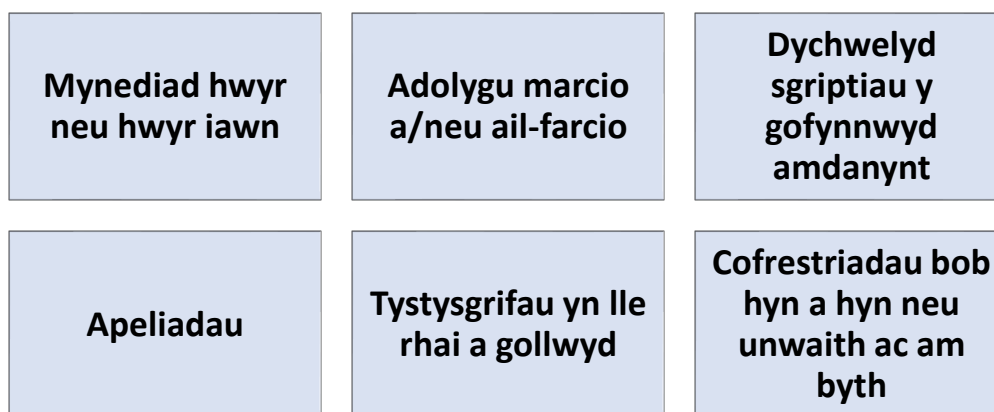 Mynediad hwyr
neu hwyr iawn
Adolygu marcio
a/neu ail-farcio
Dychwelyd
sgriptiau y
gofynnwyd
amdanynt
Apeliadau
Tystysgrifau yn lle
rhai a gollwyd
Cofrestriadau bob
hyn a hyn neu
unwaith ac am
byth